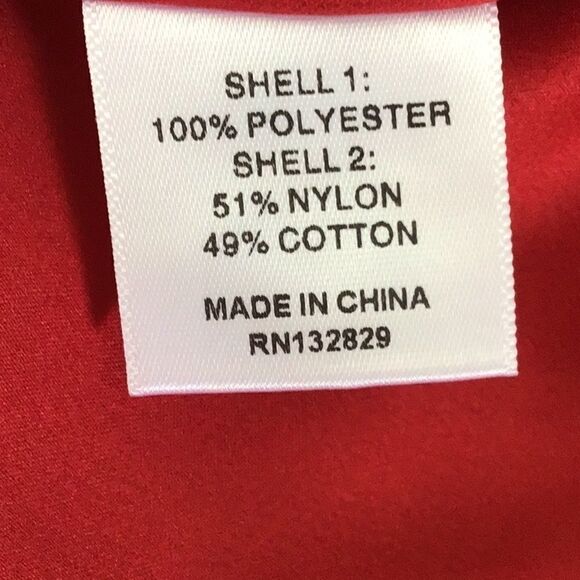 SHELL 1:
100% POLYESTER
SHELL 2:
51% NYLON
49% COTTON
MADE IN CHINA
RN132829